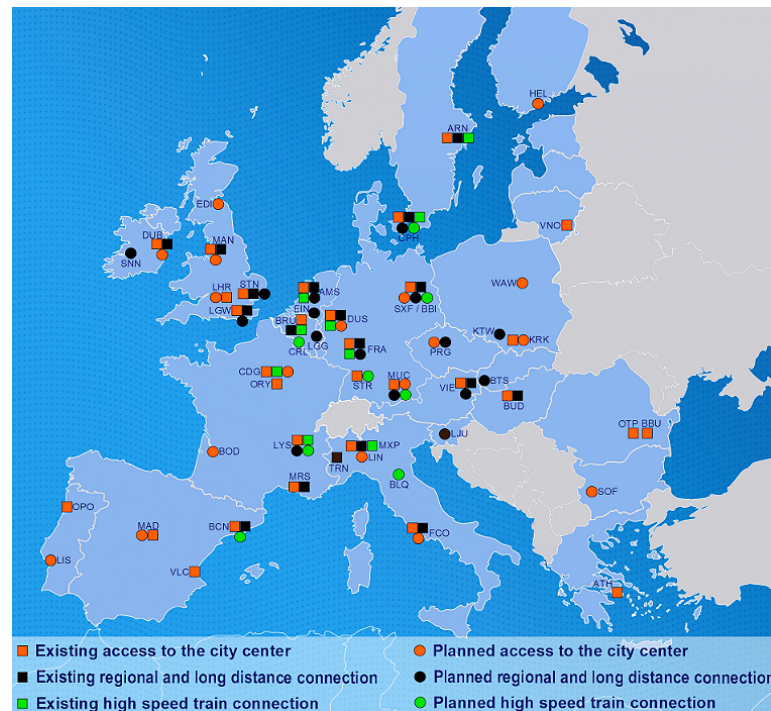 HEL
ARN
EDI
VNO
CPH
DUB
MAN
SNN
WAW
LHR
STN
AMS
SXF / BBI
LGW
EIN
BRU
DUS
KTW
KRK
CRL
LGG
FRA
PRG
CDG
ORY
STR
MUC
VIE
BTS
BUD
OTP BBU
LYS
MXP
LJU
BOD
TRN
LIN
MRS
BLQ
SOF
OPO
MAD
BCN
FCO
LIS
VLC
ATH
Existing access to the city center
Planned access to the city center
Existing regional and long distance connection
Planned regional and long distance connection
Existing high speed train connection
Planned high speed train connection